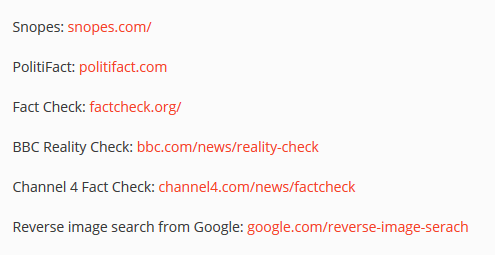 Snopes: snopes.com/
PolitiFact: politifact.com
Fact Check: factcheck.org/
BBC Reality Check: bbc.com/news/reality-check
Channel 4 Fact Check: channel4.com/news/factcheck
Reverse image search from Google: google.com/reverse-image-serach